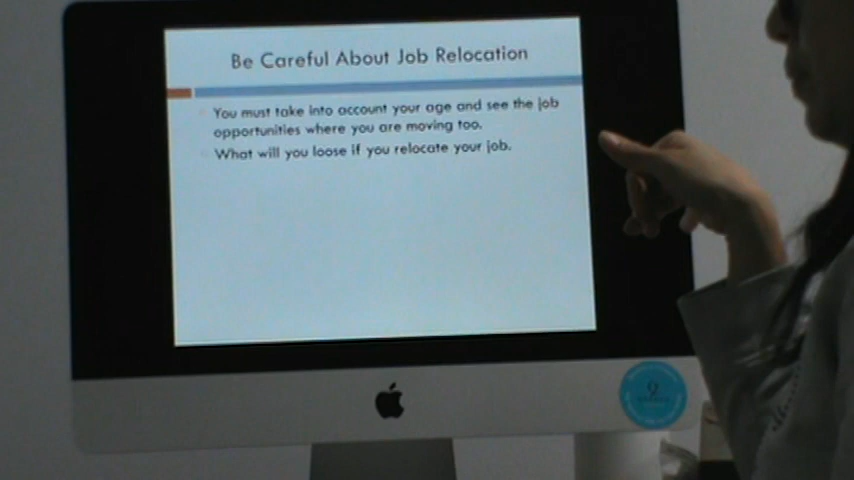 Be Careful About Job Relocation
You must take into account your age and see the job
opportunities where you are moving too.
What will you loose if you relocate your job.